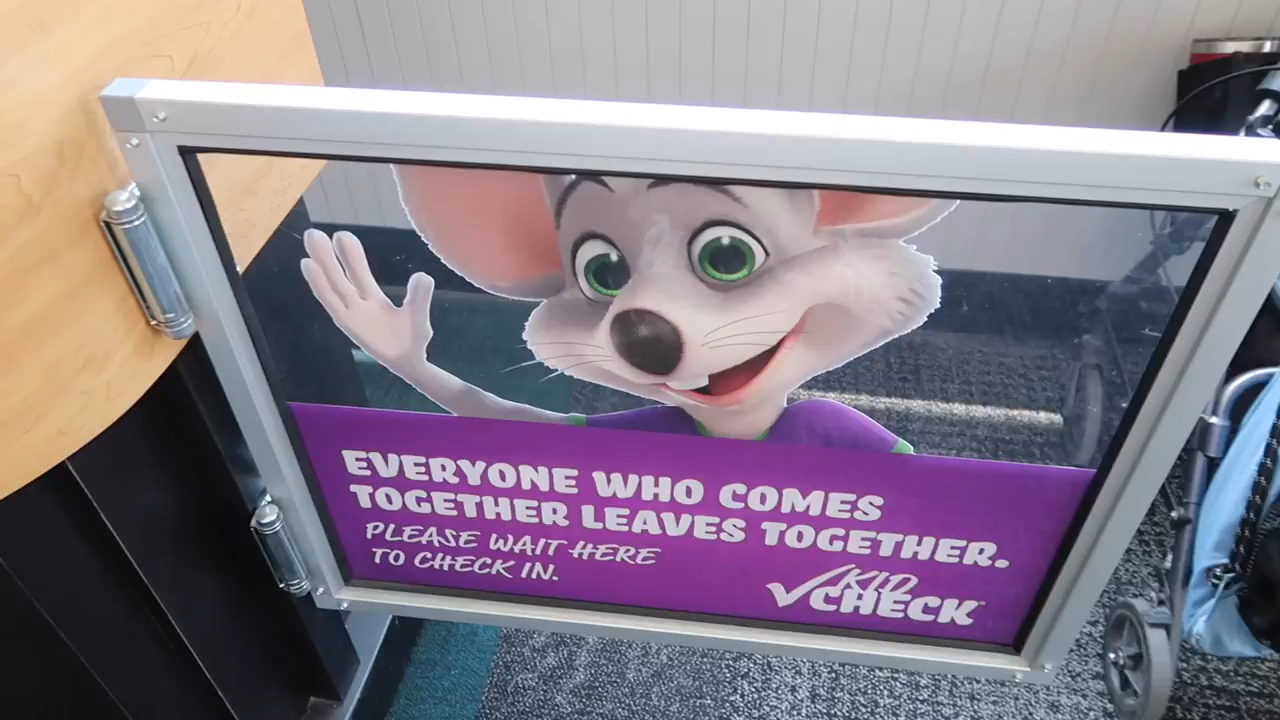 EVERYONE WHO COMES
TOGETHER LEAVES TOGETHER.
PLEASE WAIT HERE
TO CHECK IN.
KID
CHECK